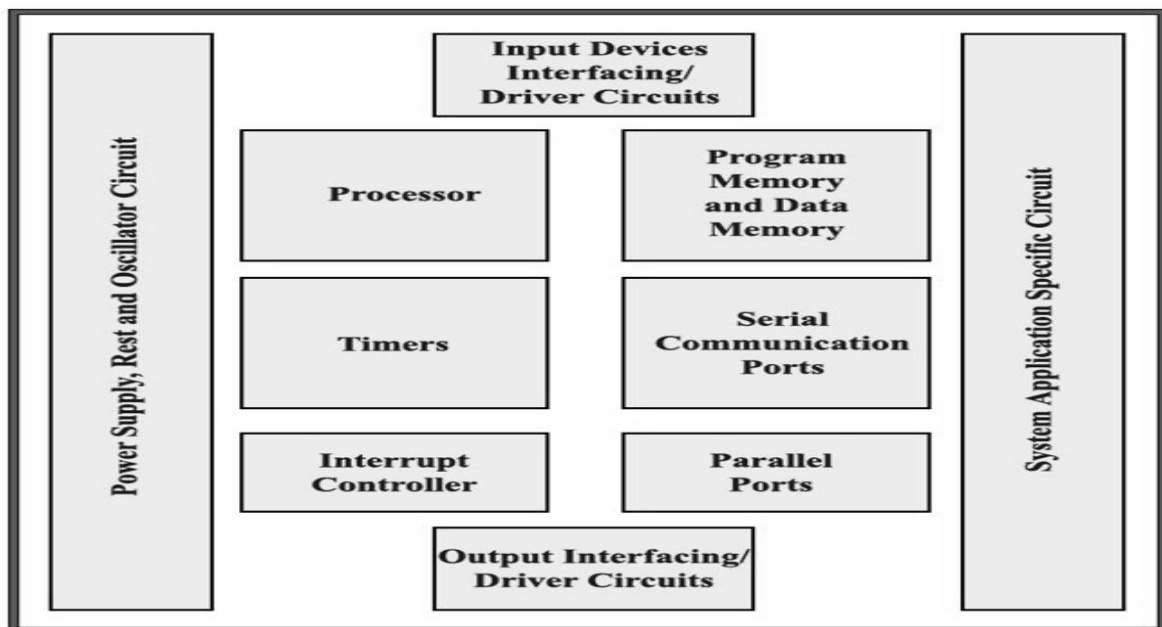 Input Devices
Interfacing/
Driver Circuits
Power Supply, Rest and Oscillator Circuit
Processor
Program
Memory
and Data
Memory
System Application Specific Circuit
Timers
Serial
Communication
Ports
Interrupt
Controller
Parallel
Ports
Output Interfacing/
Driver Circuits